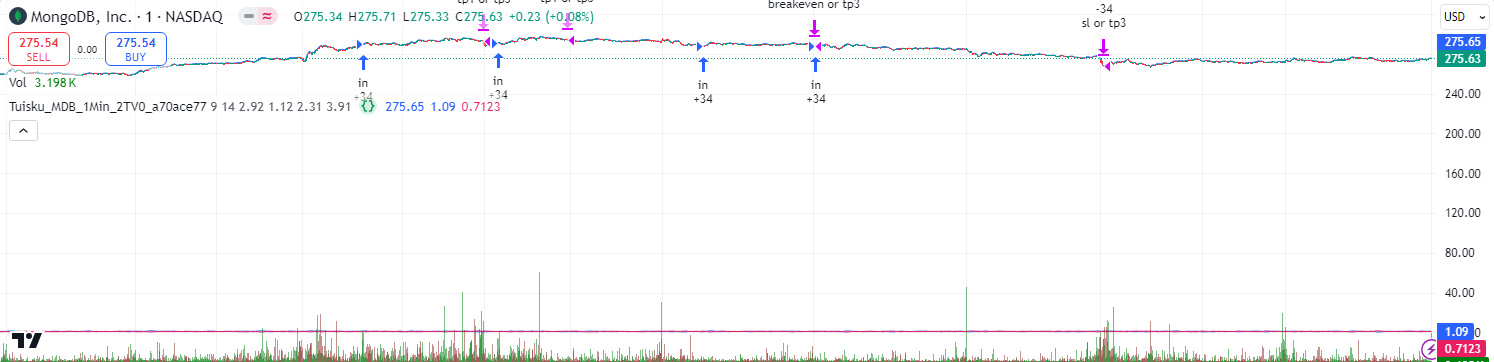 MongoDB, Inc. · 1 · NASDAQ O275.34 H275.71 L275.33 C275.63 +0.23 (+0.08%)
USD
275.54 SELL
0.00
275.54 BUY
Vol 3.198K
Tuisku_MDB_1Min_2TV0_a70ace77 9 14 2.92 1.12 2.31 3.91 {} 275.65 1.09 0.7123
breakeven or tp3
-34
sl or tp3
in
+34
in
+34
in
+34
in
+34
275.65
275.63
240.00
200.00
160.00
120.00
80.00
40.00
1.09
0.7123